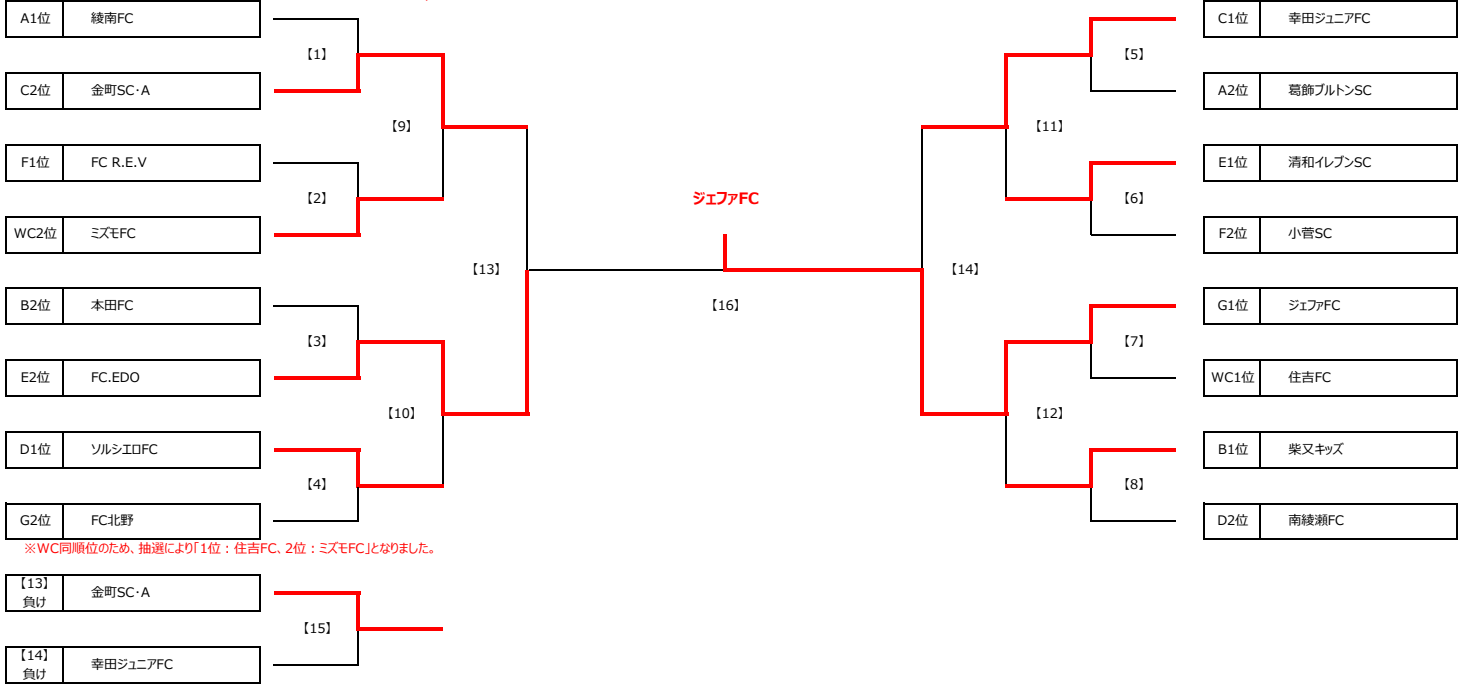 A1位 綾南FC
【1】
C2位 金町SC・A
【9】
F1位 FC R.E.V
【2】
WC2位 ミズモFC
【13】
B2位 本田FC
【3】
E2位 FC.EDO
【10】
D1位 ソルシエロFC
【4】
G2位 FC北野
※WC同順位のため、抽選により「1位：住吉FC、2位：ミズモFC」となりました。
【13】
負け
金町SC・A
【15】
【14】
負け
幸田ジュニアFC
ジェファFC
【16】
C1位 幸田ジュニアFC
【5】
A2位 葛飾ブルトンSC
【11】
E1位 清和イレブンSC
【6】
F2位 小菅SC
【14】
G1位 ジェファFC
【7】
WC1位 住吉FC
【12】
B1位 柴又キッズ
【8】
D2位 南綾瀬FC